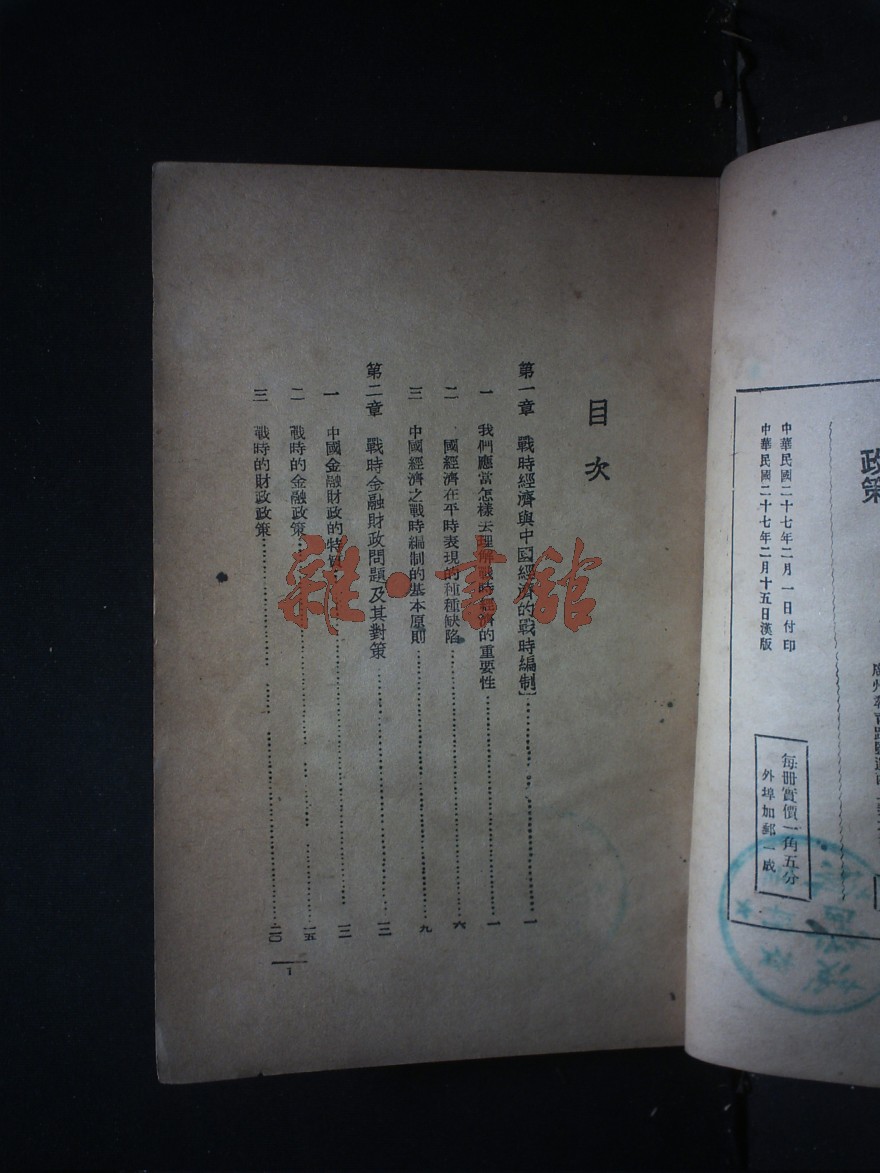 政策
中華民國二十七年二月一日付印
中華民國二十七年二月十五日漢版
每冊實價一角五分
外埠加郵一成
目次
第一章 戰時經濟與中國經濟的戰時編制 一
一 我們應當怎樣去理解戰時經濟的重要性 一
二 國經濟在平時表現的種種缺陷 六
三 中國經濟之戰時編制的基本原則 九
第二章 戰時金融財政問題及其對策
一 中國金融財政的特質
二 戰時的金融政策 一五
三 戰時的財政政策 二〇
1
雜·書館